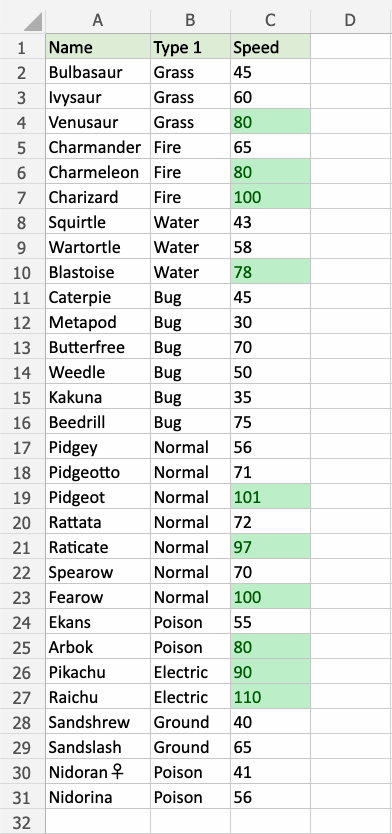 A B C D
1 Name Type 1 Speed
2 Bulbasaur Grass 45
3 Ivysaur Grass 60
4 Venusaur Grass 80
5 Charmander Fire 65
6 Charmeleon Fire 80
7 Charizard Fire 100
8 Squirtle Water 43
9 Wartortle Water 58
10 Blastoise Water 78
11 Caterpie Bug 45
12 Metapod Bug 30
13 Butterfree Bug 70
14 Weedle Bug 50
15 Kakuna Bug 35
16 Beedrill Bug 75
17 Pidgey Normal 56
18 Pidgeotto Normal 71
19 Pidgeot Normal 101
20 Rattata Normal 72
21 Raticate Normal 97
22 Spearow Normal 70
23 Fearow Normal 100
24 Ekans Poison 55
25 Arbok Poison 80
26 Pikachu Electric 90
27 Raichu Electric 110
28 Sandshrew Ground 40
29 Sandslash Ground 65
30 Nidoran♀ Poison 41
31 Nidorina Poison 56
32